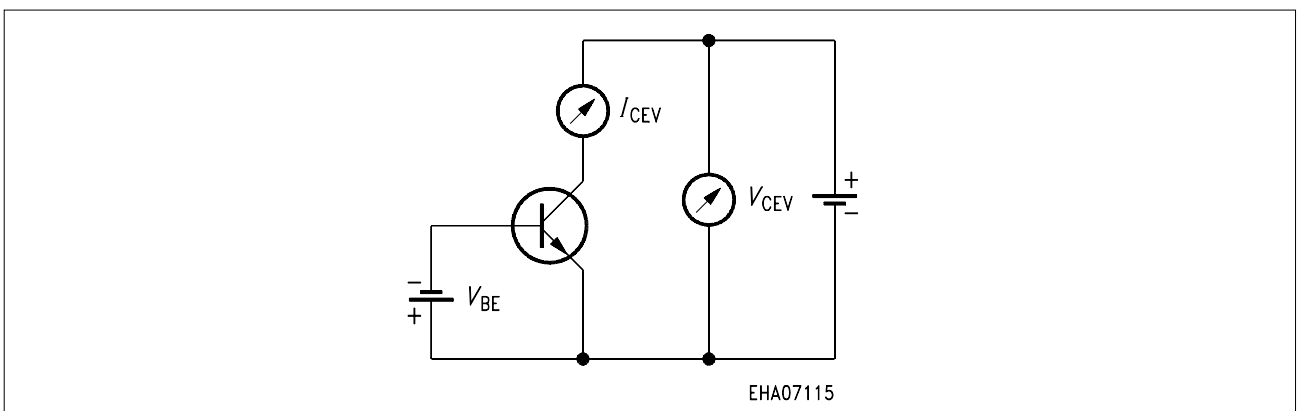 I_CEV
+
V_CEV
−
−
V_BE
+
EHA07115